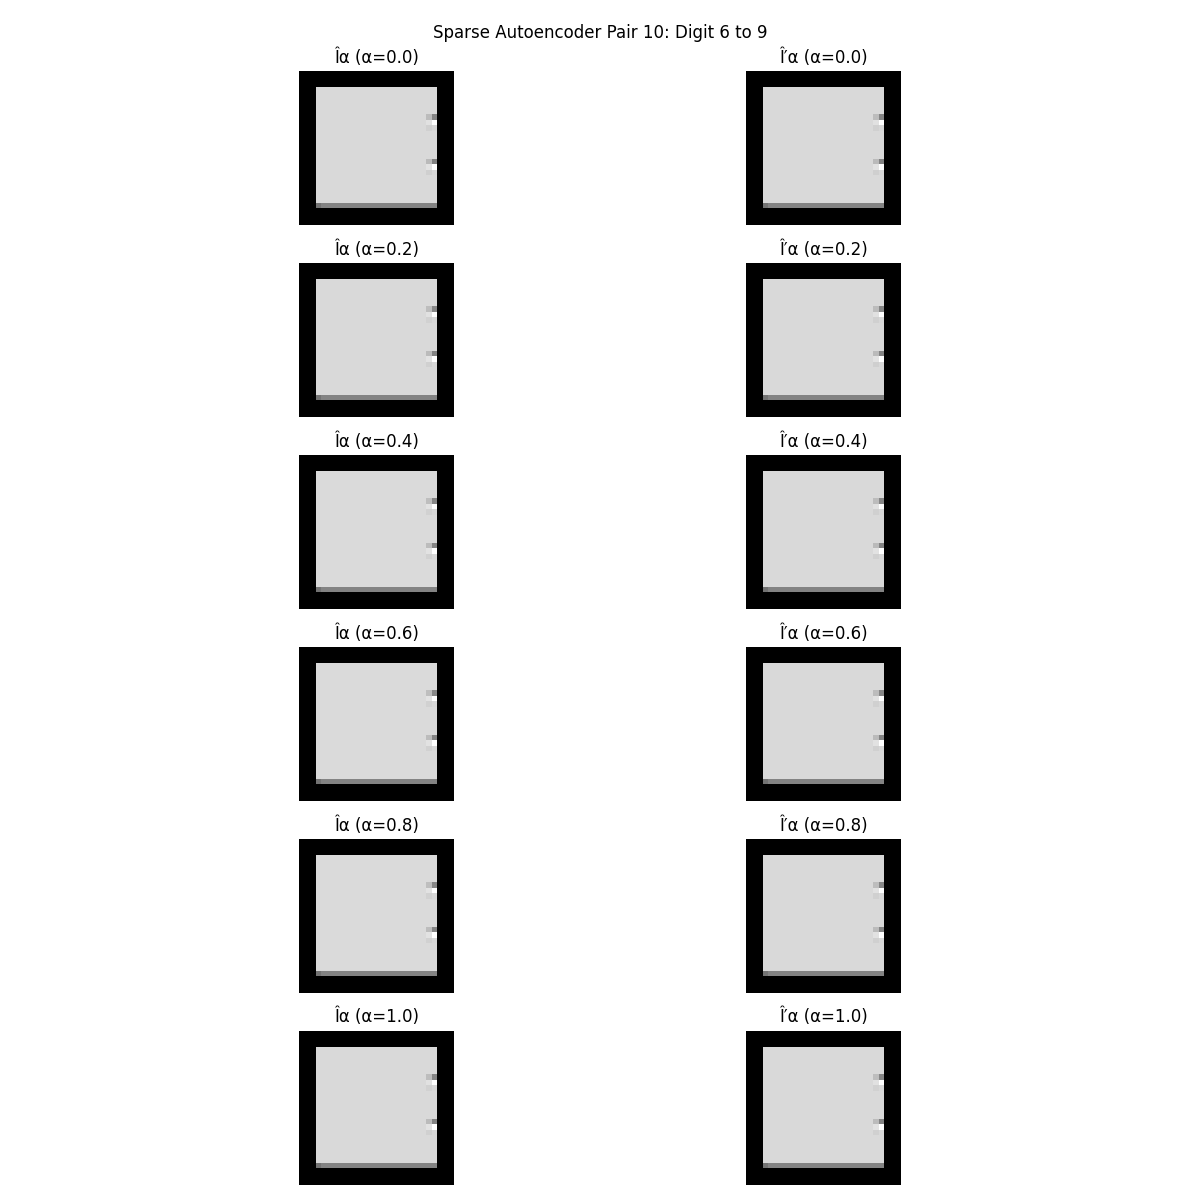 Sparse Autoencoder Pair 10: Digit 6 to 9
Îα (α=0.0) Î′α (α=0.0)
Îα (α=0.2) Î′α (α=0.2)
Îα (α=0.4) Î′α (α=0.4)
Îα (α=0.6) Î′α (α=0.6)
Îα (α=0.8) Î′α (α=0.8)
Îα (α=1.0) Î′α (α=1.0)